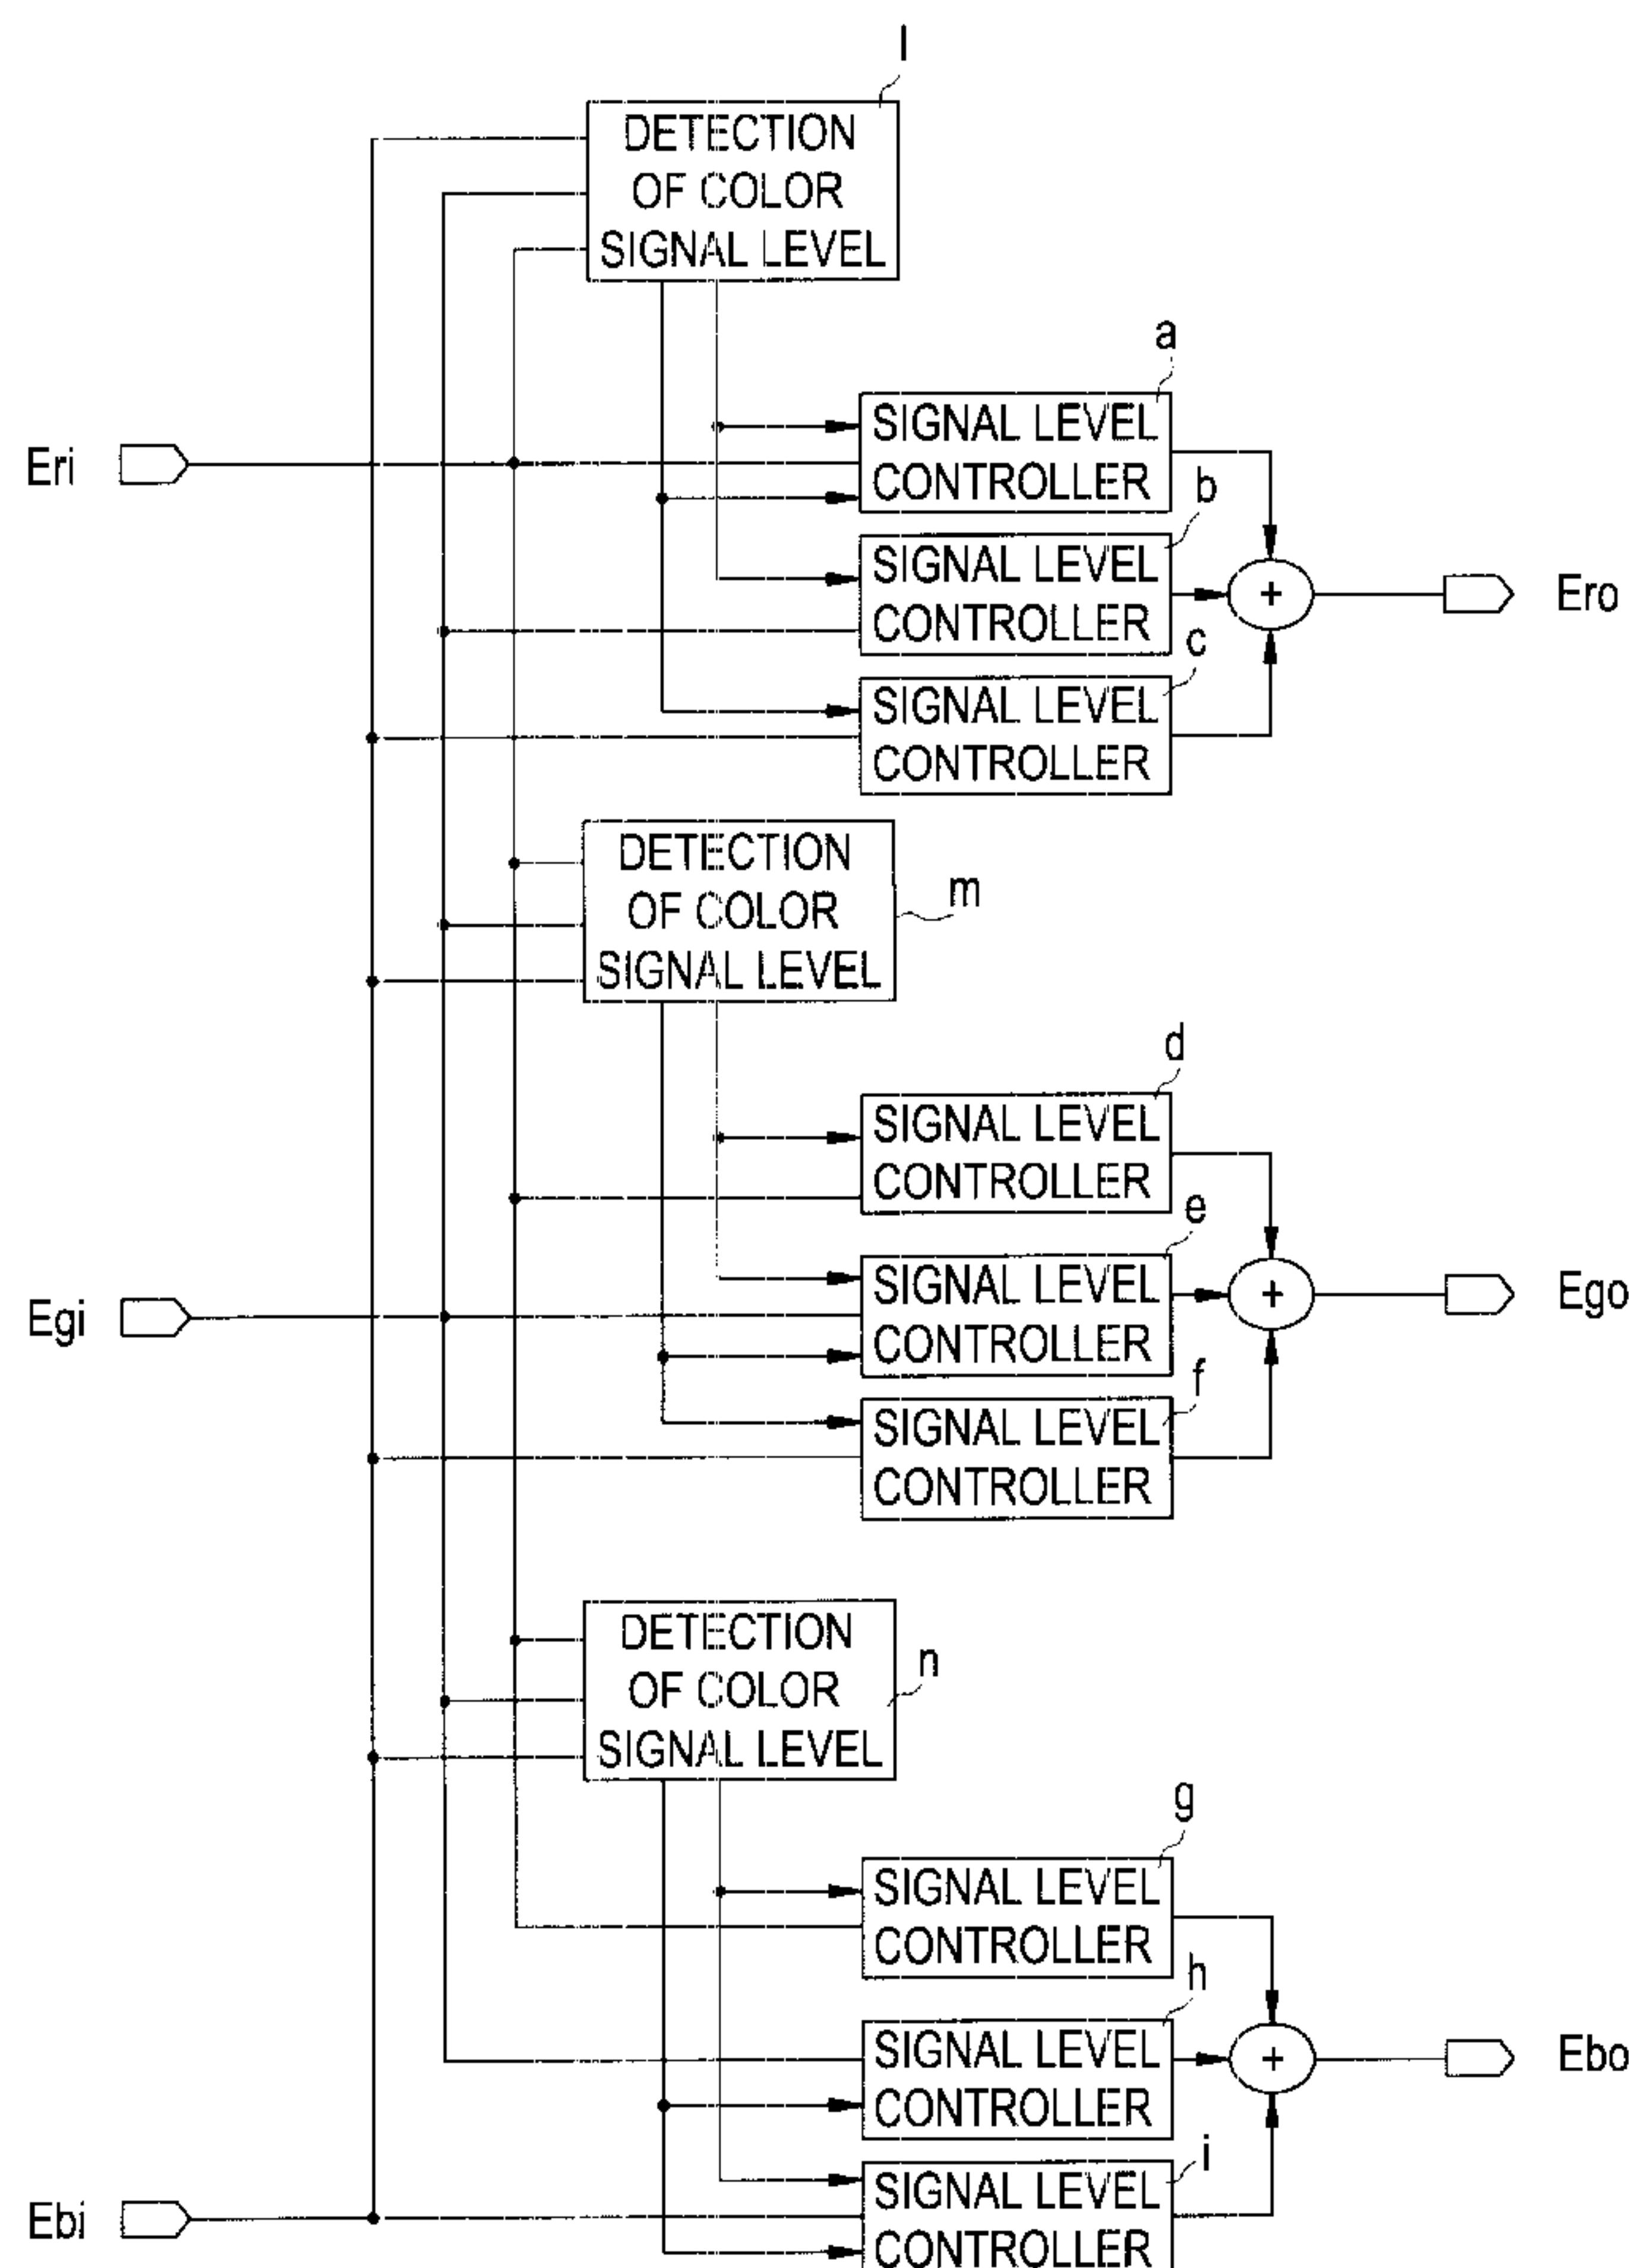 l
DETECTION
OF COLOR
SIGNAL LEVEL
a
SIGNAL LEVEL
CONTROLLER
Eri
b
SIGNAL LEVEL
CONTROLLER
+
Ero
c
SIGNAL LEVEL
CONTROLLER
DETECTION
OF COLOR
SIGNAL LEVEL
m
d
SIGNAL LEVEL
CONTROLLER
e
SIGNAL LEVEL
CONTROLLER
Egi
+
Ego
f
SIGNAL LEVEL
CONTROLLER
DETECTION
OF COLOR
SIGNAL LEVEL
n
g
SIGNAL LEVEL
CONTROLLER
h
SIGNAL LEVEL
CONTROLLER
+
Ebo
i
SIGNAL LEVEL
CONTROLLER
Ebi